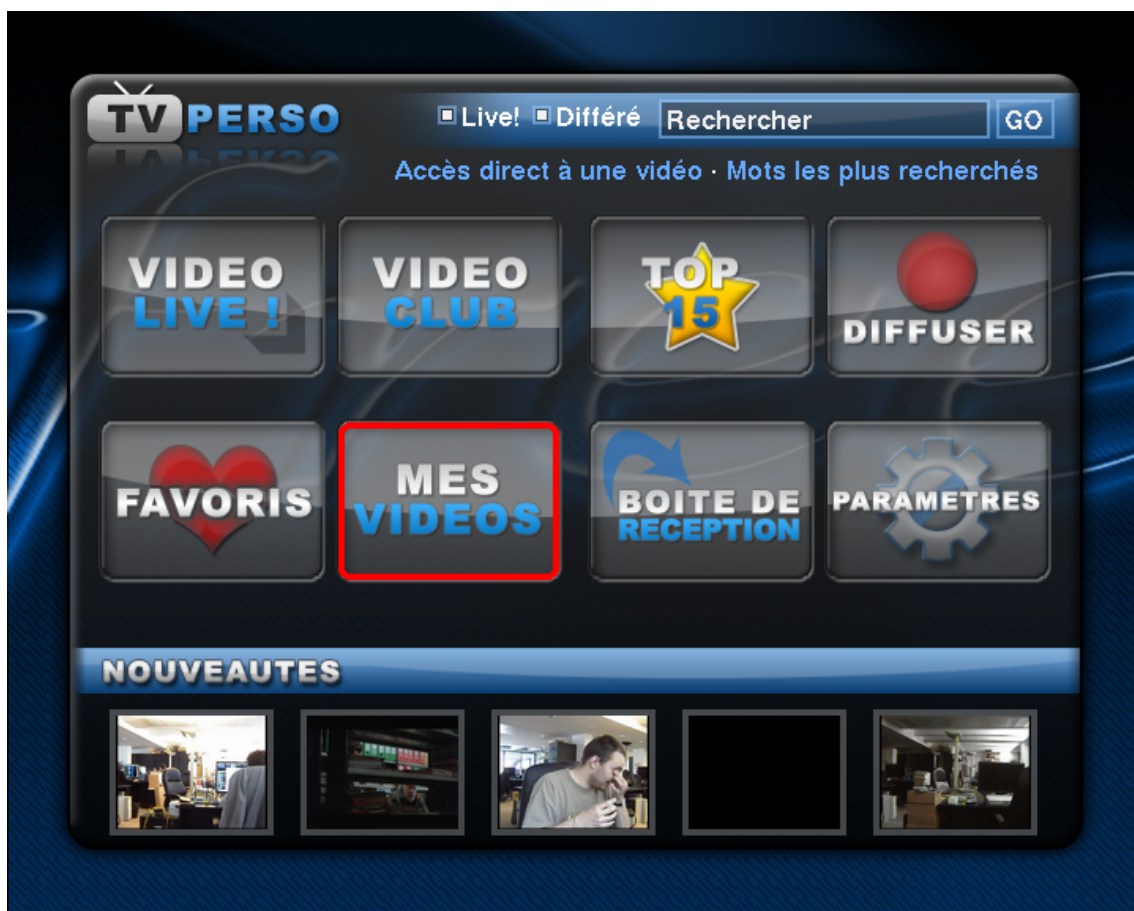 TV PERSO
Live! Différé Rechercher GO
Accès direct à une vidéo · Mots les plus recherchés
VIDEO
LIVE !
VIDEO
CLUB
TOP
15
DIFFUSER
FAVORIS
MES
VIDEOS
BOITE DE
RECEPTION
PARAMETRES
NOUVEAUTES